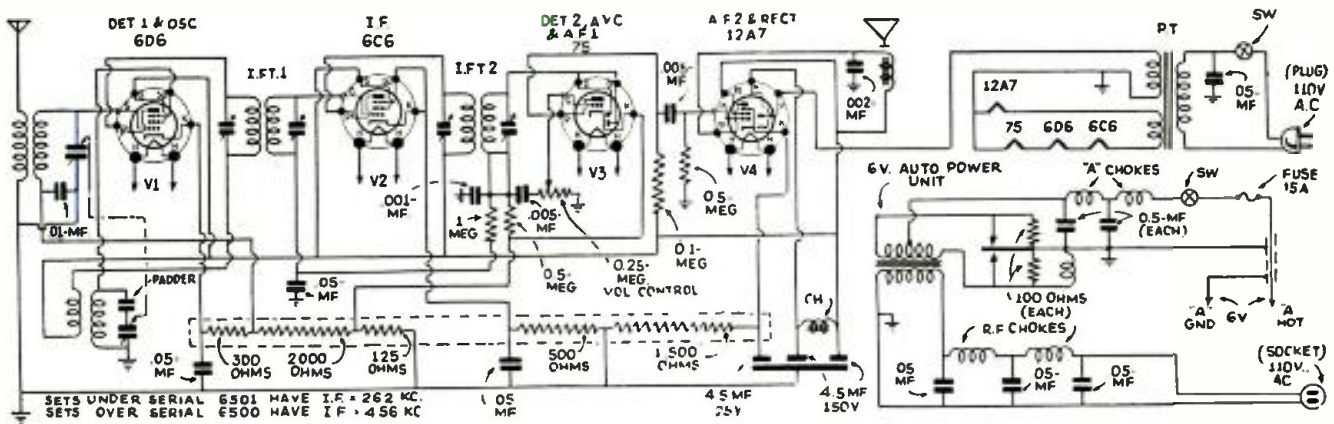 DET 1 & OSC
6D6
I.F
6C6
DET 2, AVC
& AF1
75
A F 2 & RECT
12A7
P.T
SW
I.F.T.1
I.F.T 2
.002-
MF
12A7
75 6D6 6C6
.05-
MF
(PLUG)
110V
A.C
V1
V2
V3
V4
.01-MF
.001-
MF
1
MEG
.005-
MF
0.5-
MEG
0.25-
MEG
VOL CONTROL
0.5-
MEG
0.1-
MEG
6 V. AUTO POWER
UNIT
"A" CHOKES
SW
FUSE
15A
0.5-MF
(EACH)
PADDER
.05-
MF
100 OHMS
(EACH)
"A"
GND
6V
"A"
HOT
.05-
MF
300
OHMS
2000
OHMS
125
OHMS
.05
MF
500
OHMS
1,500
OHMS
CH
4.5 MF
25V
4.5 MF
150V
R.F CHOKES
.05
MF
.05-
MF
.05-
MF
(SOCKET)
110V.
AC
SETS UNDER SERIAL 6501 HAVE I.F. = 262 KC.
SETS OVER SERIAL 6500 HAVE I F = 456 KC